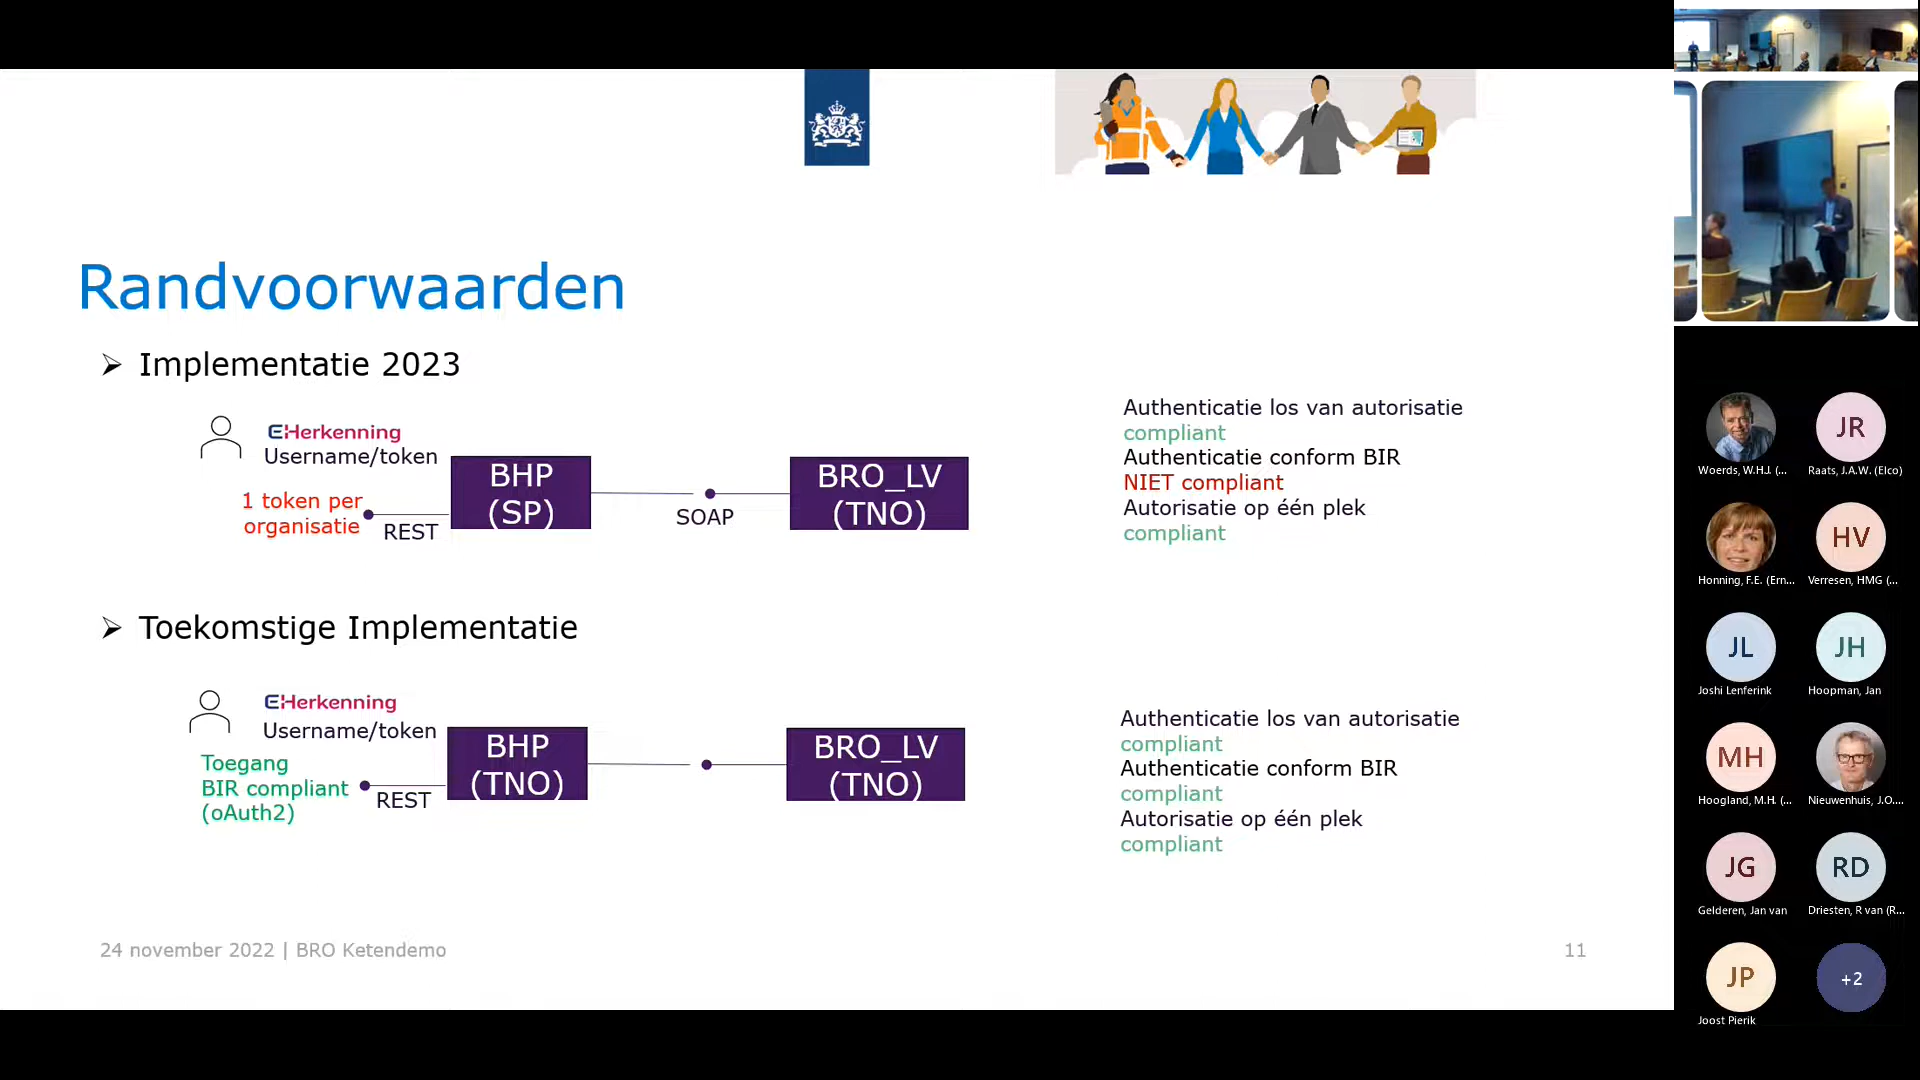 Randvoorwaarden
Implementatie 2023
EHerkenning
Username/token
1 token per
organisatie
REST
BHP
(SP)
SOAP
BRO_LV
(TNO)
Authenticatie los van autorisatie
compliant
Authenticatie conform BIR
NIET compliant
Autorisatie op één plek
compliant
Toekomstige Implementatie
EHerkenning
Username/token
Toegang
BIR compliant
(oAuth2)
REST
BHP
(TNO)
BRO_LV
(TNO)
Authenticatie los van autorisatie
compliant
Authenticatie conform BIR
compliant
Autorisatie op één plek
compliant
24 november 2022 | BRO Ketendemo
11
Woerds, W.H.J. (...
JR
Raats, J.A.W. (Elco)
Honning, F.E. (Ern...
HV
Verresen, HMG (...
JL
Joshi Lenferink
JH
Hoopman, Jan
MH
Hoogland, M.H. (...
Nieuwenhuis, J.O....
JG
Gelderen, Jan van
RD
Driesten, R van (R...
JP
Joost Pierik
+2